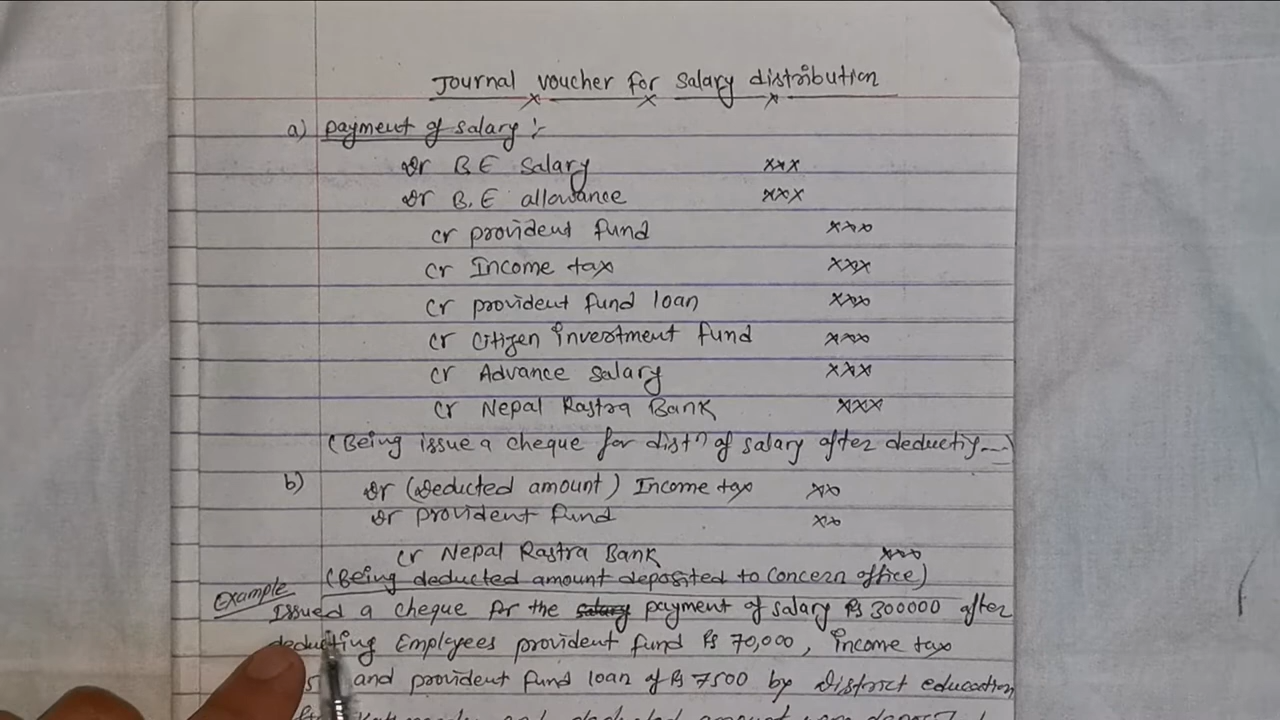 Journal voucher for salary distribution
a) payment of salary :-
Dr B.E salary xxx
Dr B.E allowance xxx
cr provident fund xxx
cr Income tax xxx
cr provident fund loan xxx
cr citizen investment fund xxx
cr Advance salary xxx
cr Nepal Rastra Bank xxx
(Being issue a cheque for distⁿ of salary after deductig---)
b) Dr (Deducted amount) Income tax xx
Dr provident fund xx
cr Nepal Rastra Bank xxx
(Being deducted amount deposited to concern office)
Example
Issued a cheque for the salary payment of salary Rs 300000 after
deducting Employees provident fund Rs 70,000, income tax
and provident fund loan of Rs 7500 by District education
and deducted amount